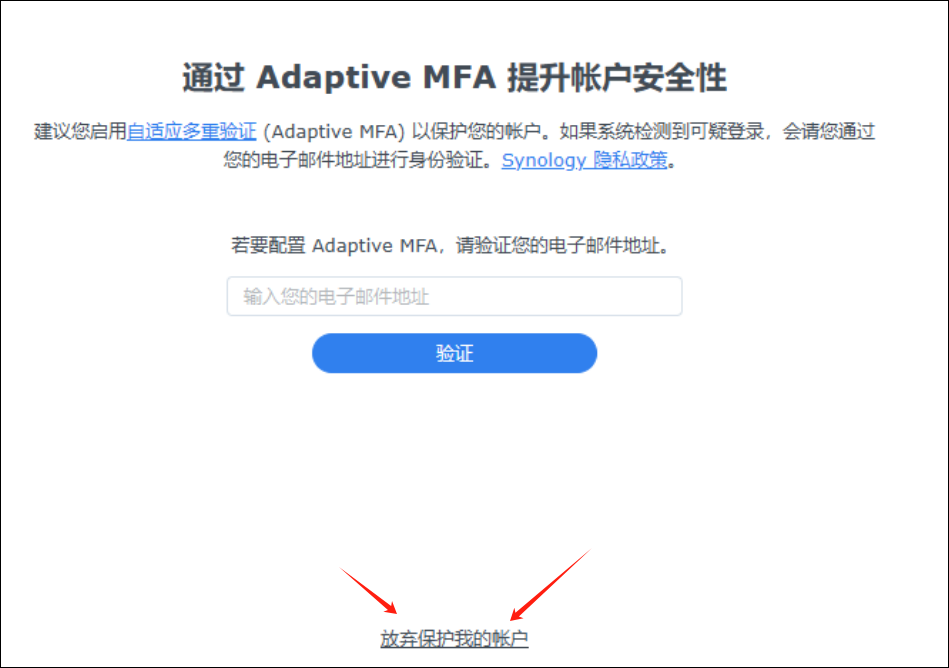 通过 Adaptive MFA 提升帐户安全性
建议您启用自适应多重验证 (Adaptive MFA) 以保护您的帐户。如果系统检测到可疑登录，会请您通过
您的电子邮件地址进行身份验证。Synology 隐私政策。
若要配置 Adaptive MFA，请验证您的电子邮件地址。
输入您的电子邮件地址
验证
放弃保护我的帐户